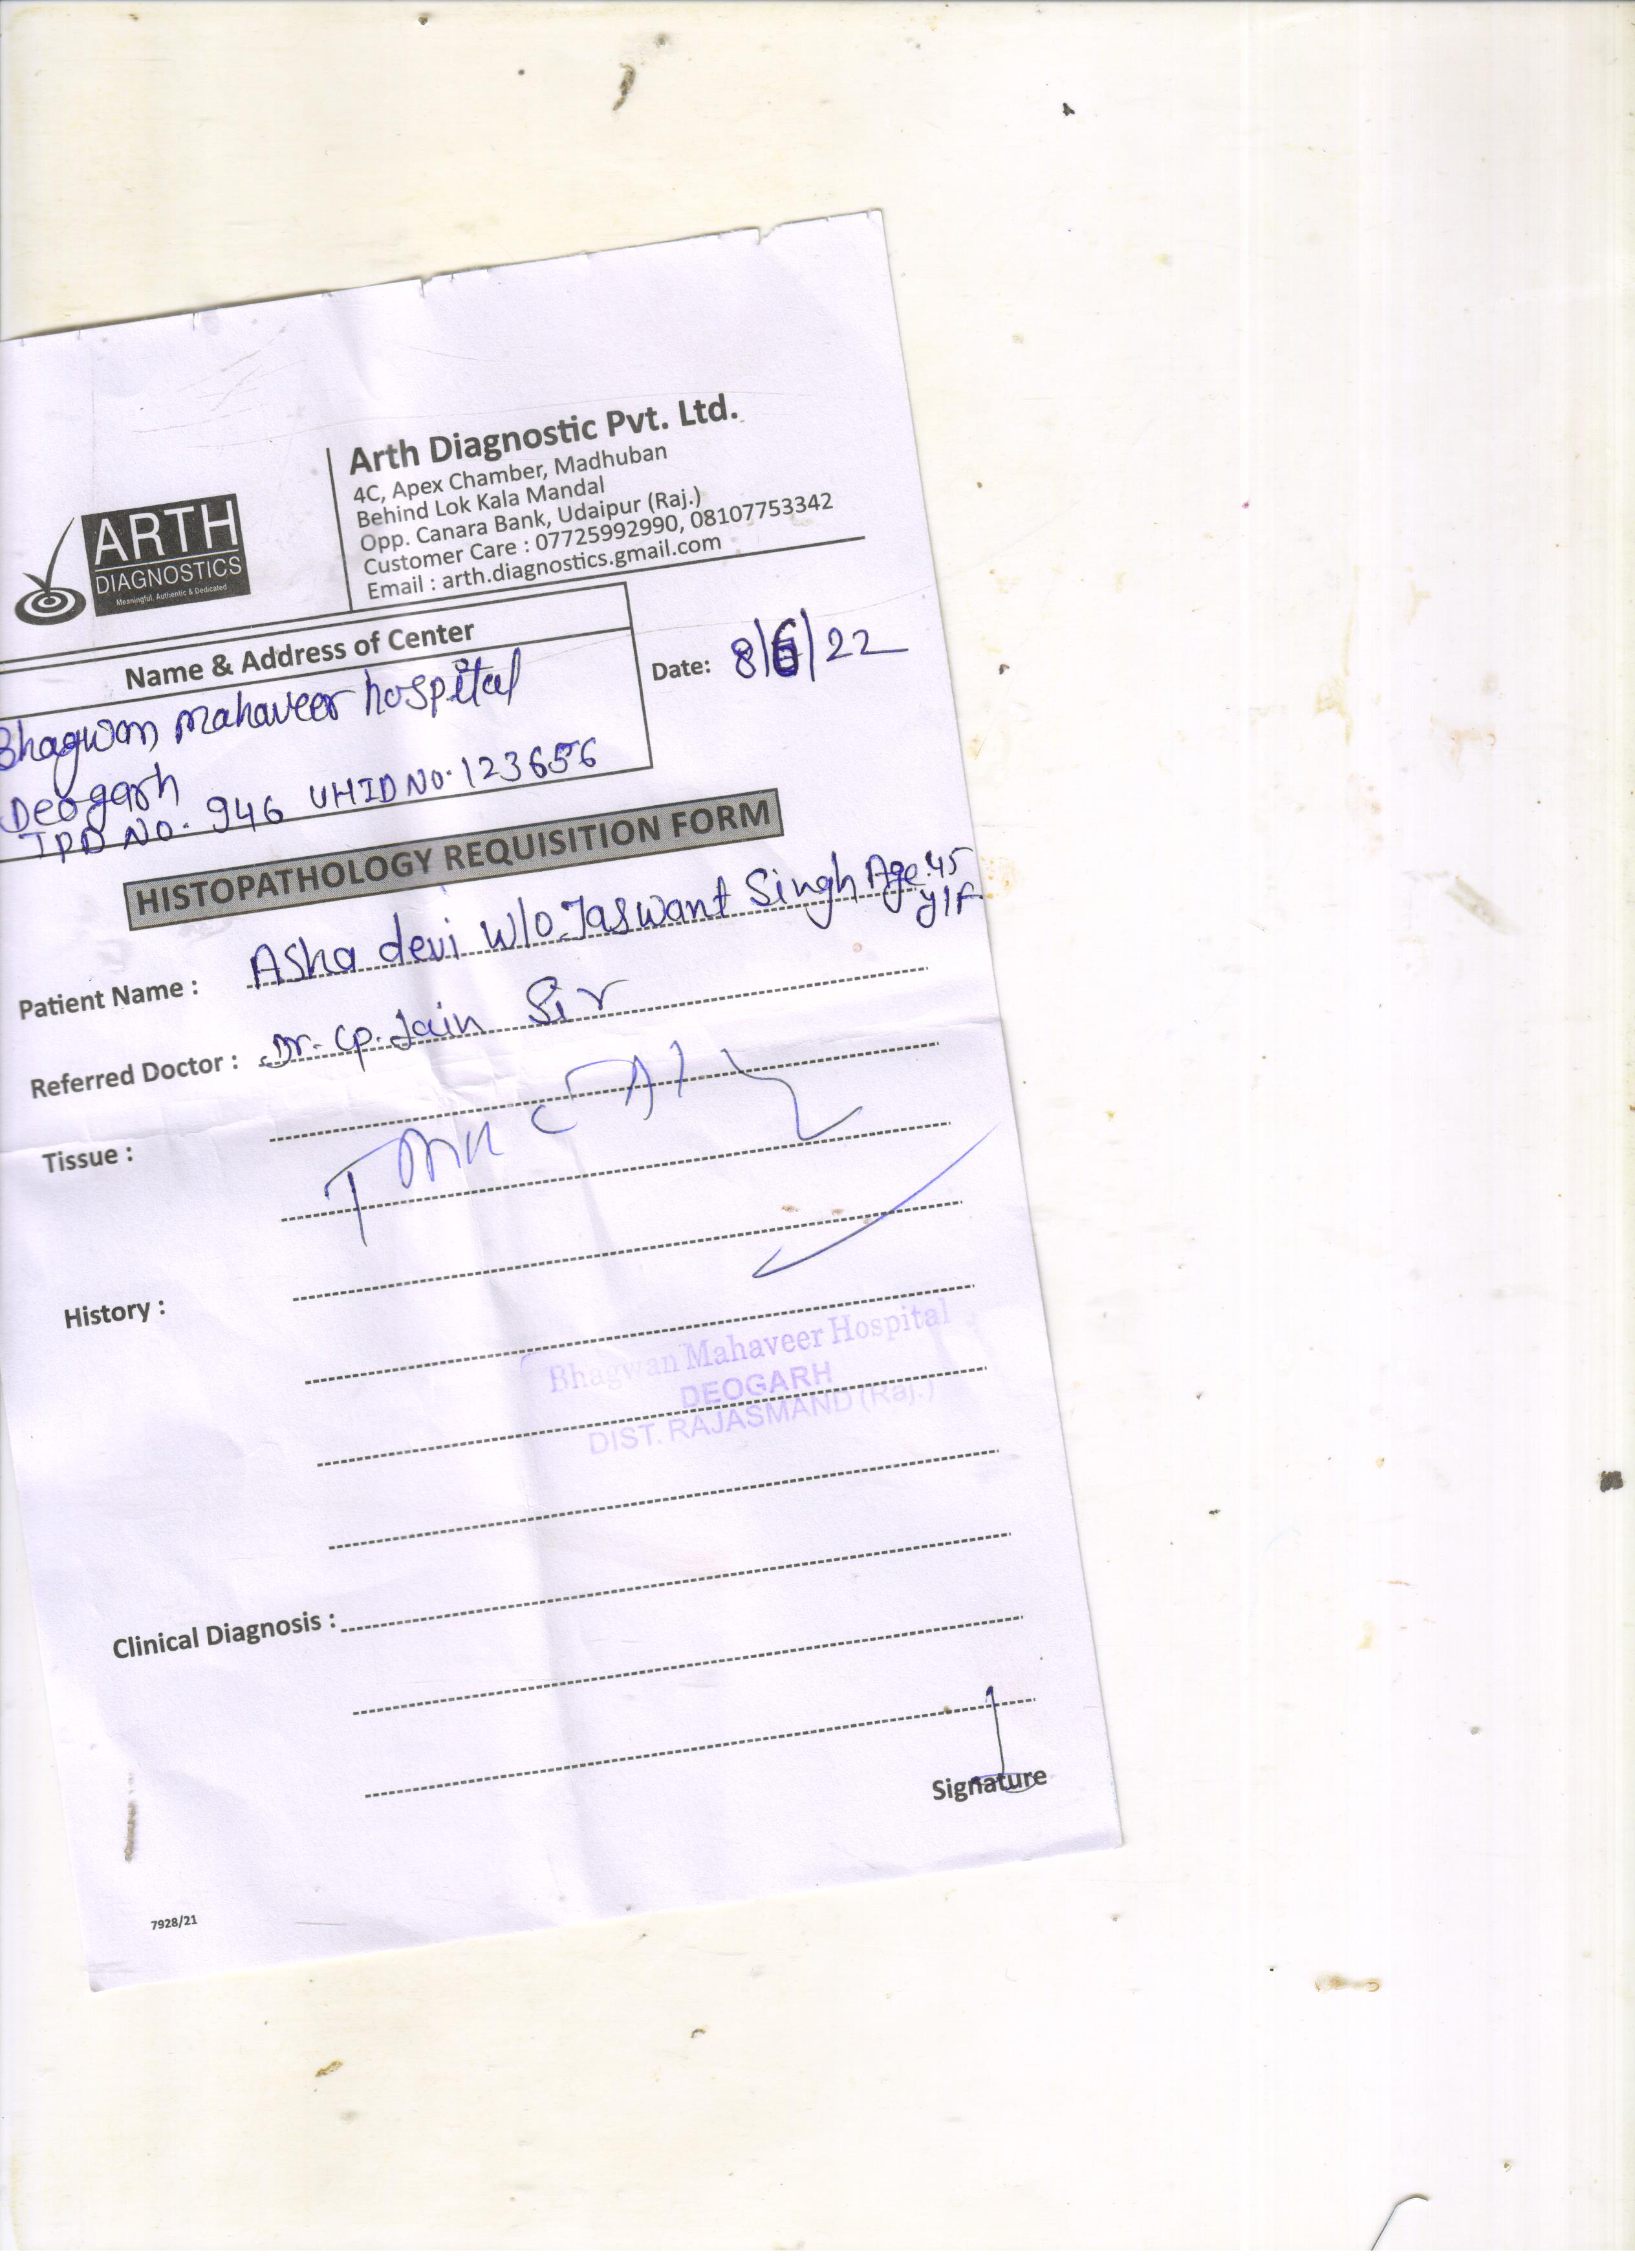 ARTH
DIAGNOSTICS
Meaningful, Authentic & Dedicated
Arth Diagnostic Pvt. Ltd.
4C, Apex Chamber, Madhuban
Behind Lok Kala Mandal
Opp. Canara Bank, Udaipur (Raj.)
Customer Care : 07725992990, 08107753342
Email : arth.diagnostics.gmail.com
Name & Address of Center
Bhagwan mahaveer hospital
Deogarh
IPD NO. 946 UHID NO. 123656
Date: 8/6/22
HISTOPATHOLOGY REQUISITION FORM
Patient Name : Asha devi w/o. Jaswant Singh Age. 45
y/F
Referred Doctor : Dr. cp. Jain Sir
Tissue :
History :
Bhagwan Mahaveer Hospital
DEOGARH
DIST. RAJASMAND (Raj.)
Clinical Diagnosis :
Signature
7928/21